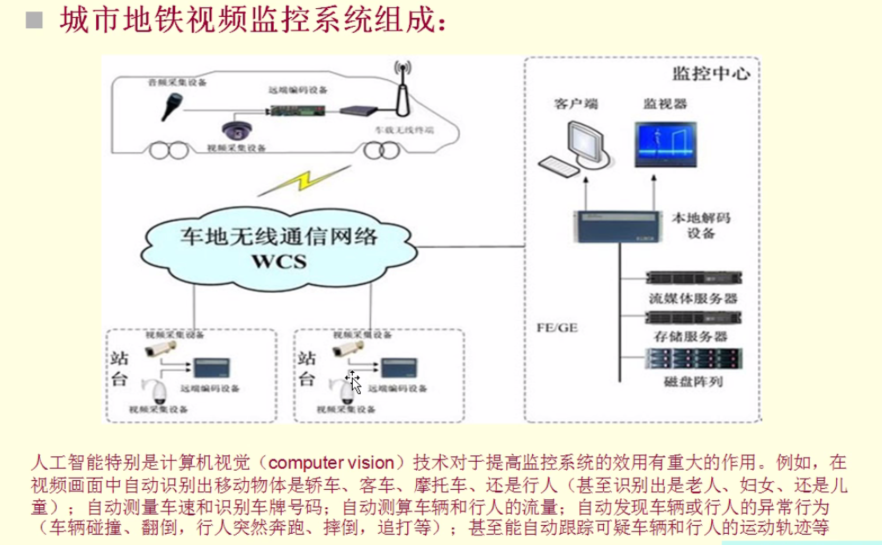 城市地铁视频监控系统组成：
音频采集设备
远端编码设备
视频采集设备
车载无线终端
监控中心
客户端
监视器
本地解码
设备
车地无线通信网络
WCS
流媒体服务器
FE/GE
存储服务器
磁盘阵列
视频采集设备
站
台
远端编码设备
视频采集设备
视频采集设备
站
台
远端编码设备
视频采集设备
人工智能特别是计算机视觉（computer vision）技术对于提高监控系统的效用有重大的作用。例如，在
视频画面中自动识别出移动物体是轿车、客车、摩托车、还是行人（甚至识别出是老人、妇女、还是儿
童）；自动测量车速和识别车牌号码；自动测算车辆和行人的流量；自动发现车辆或行人的异常行为
（车辆碰撞、翻倒，行人突然奔跑、摔倒，追打等）；甚至能自动跟踪可疑车辆和行人的运动轨迹等